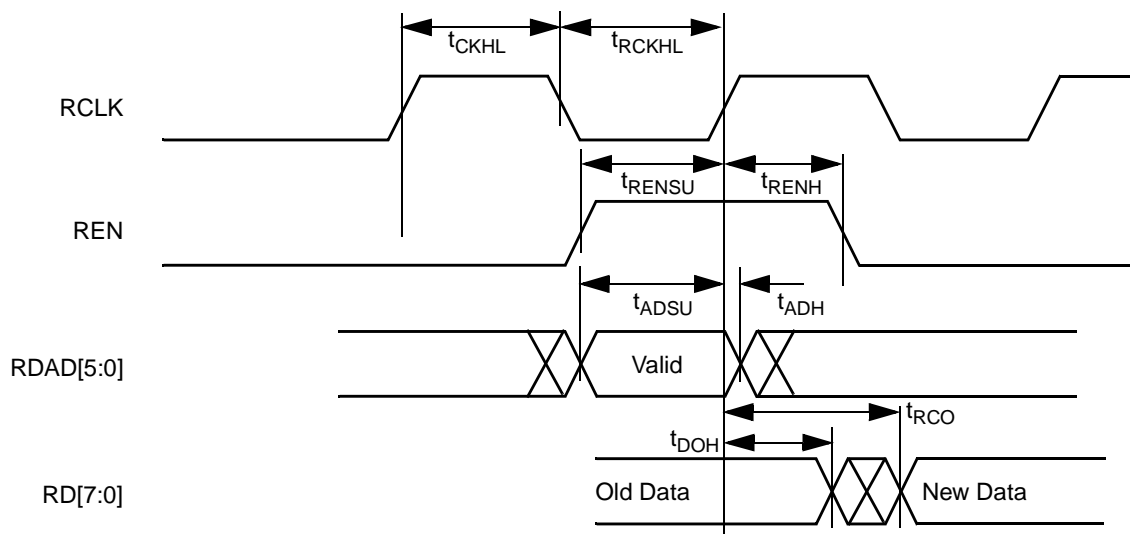 tCKHL tRCKHL
RCLK
tRENSU tRENH
REN
tADSU tADH
RDAD[5:0] Valid
tRCO
tDOH
RD[7:0] Old Data New Data